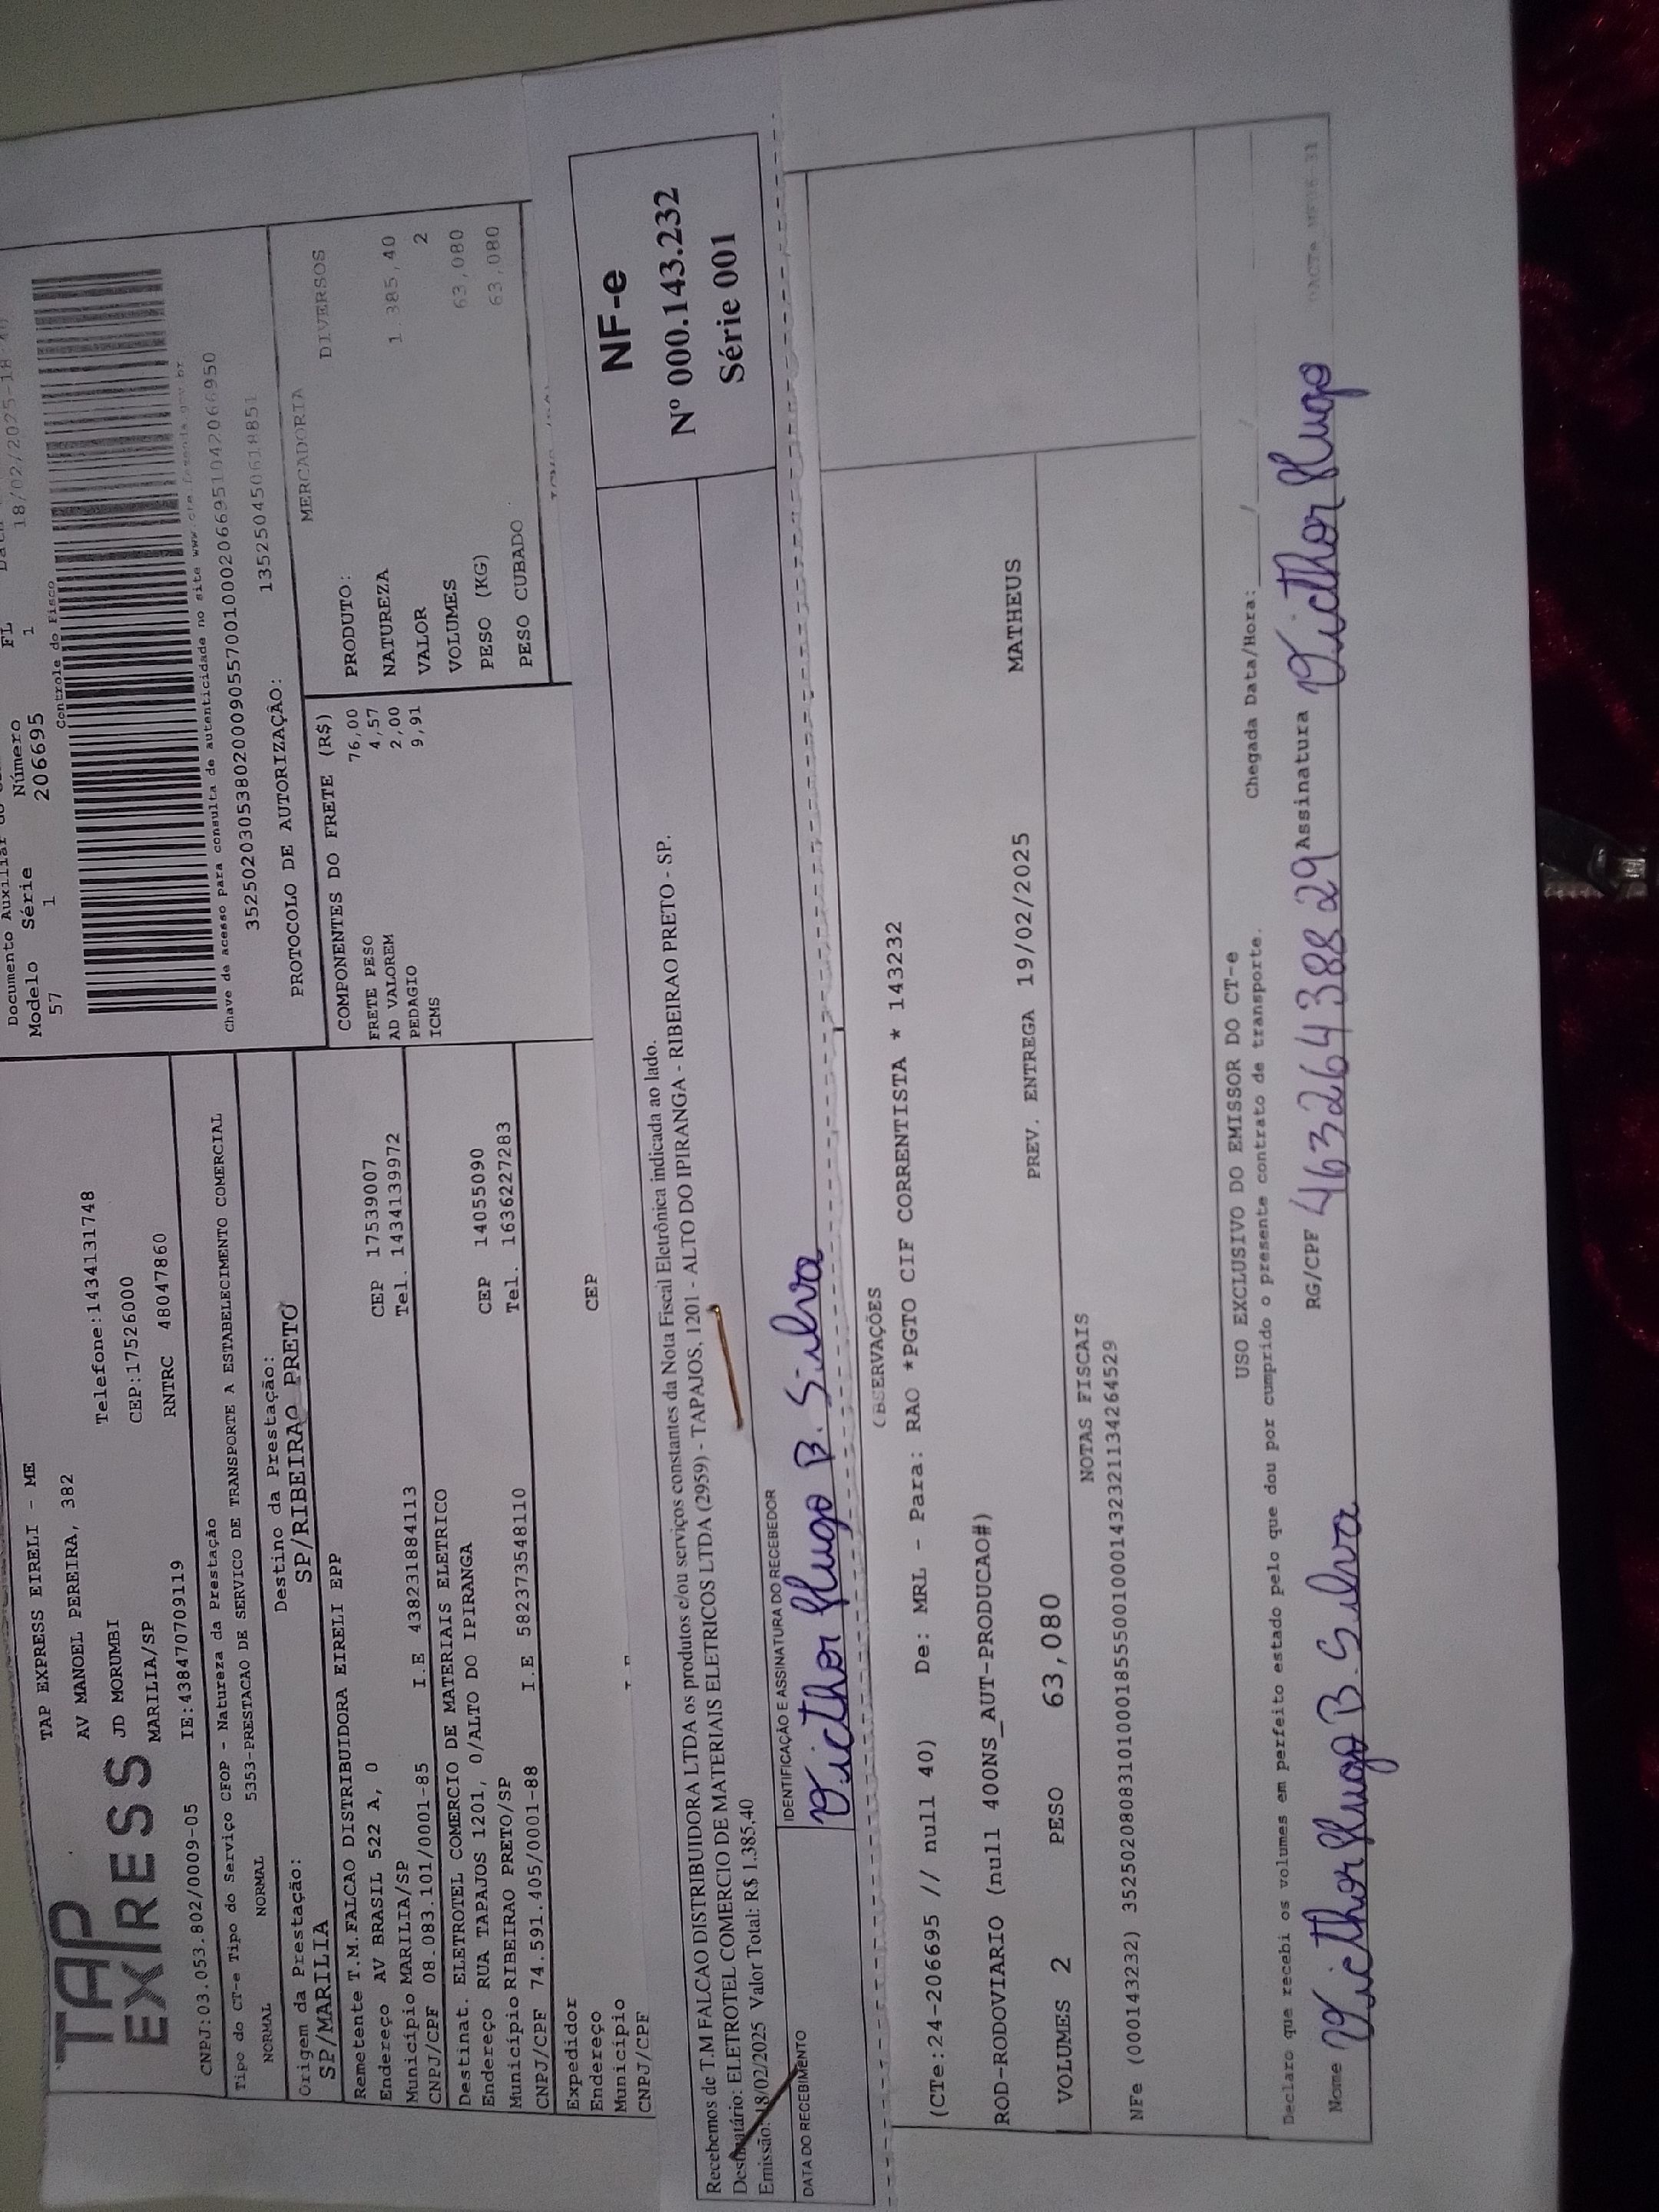 TAP
EXPRESS
TAP EXPRESS EIRELI - ME
AV MANOEL PEREIRA, 382
JD MORUMBI
MARILIA/SP
Telefone:1434131748
CEP:17526000
CNPJ:03.053.802/0009-05 IE:438470709119 RNTRC 48047860
Documento Auxiliar do
Modelo Série Número FL
57 1 206695 1 18/02/2025-18:
Controle do Fisco
Tipo do CT-e Tipo do Serviço CFOP - Natureza da Prestação
NORMAL NORMAL 5353-PRESTACAO DE SERVICO DE TRANSPORTE A ESTABELECIMENTO COMERCIAL
Chave de acesso para consulta de autenticidade no site www.cte.fazenda.gov.br
35250203053802000905570010002066951042066950
Origem da Prestação: Destino da Prestação:
SP/MARILIA SP/RIBEIRAO PRETO
PROTOCOLO DE AUTORIZAÇÃO: 135250450618851
Remetente T.M.FALCAO DISTRIBUIDORA EIRELI EPP
Endereço AV BRASIL 522 A, 0 CEP 17539007
Município MARILIA/SP Tel. 1434139972
CNPJ/CPF 08.083.101/0001-85 I.E 438231884113
Destinat. ELETROTEL COMERCIO DE MATERIAIS ELETRICO
Endereço RUA TAPAJOS 1201, 0/ALTO DO IPIRANGA CEP 14055090
Município RIBEIRAO PRETO/SP Tel. 1636227283
CNPJ/CPF 74.591.405/0001-88 I.E 582373548110
Expedidor
Endereço CEP
Município
CNPJ/CPF
COMPONENTES DO FRETE (R$)
FRETE PESO 76,00
AD VALOREM 4,57
PEDAGIO 2,00
ICMS 9,91
MERCADORIA
PRODUTO: DIVERSOS
NATUREZA
VALOR 1 385,40
VOLUMES 2
PESO (KG) 63,080
PESO CUBADO 63,080
Recebemos de T.M FALCAO DISTRIBUIDORA LTDA os produtos e/ou serviços constantes da Nota Fiscal Eletrônica indicada ao lado.
Destinatário: ELETROTEL COMERCIO DE MATERIAIS ELETRICOS LTDA (2959) - TAPAJOS, 1201 - ALTO DO IPIRANGA - RIBEIRAO PRETO - SP.
Emissão: 18/02/2025 Valor Total: R$ 1.385,40
DATA DO RECEBIMENTO IDENTIFICAÇÃO E ASSINATURA DO RECEBEDOR
Victhor Hugo B. Silva
NF-e
Nº 000.143.232
Série 001
OBSERVAÇÕES
(CTe:24-206695 // null 40) De: MRL - Para: RAO *PGTO CIF CORRENTISTA * 143232
ROD-RODOVIARIO (null 400NS_AUT-PRODUCAO#)
PREV. ENTREGA 19/02/2025 MATHEUS
VOLUMES 2 PESO 63,080
NOTAS FISCAIS
NFe (000143232) 35250208083101000185550010001432321134264529
USO EXCLUSIVO DO EMISSOR DO CT-e
Declaro que recebi os volumes em perfeito estado pelo que dou por cumprido o presente contrato de transporte. Chegada Data/Hora: / /
Nome Victhor Hugo B. Silva RG/CPF 46326438829 Assinatura Victhor Hugo